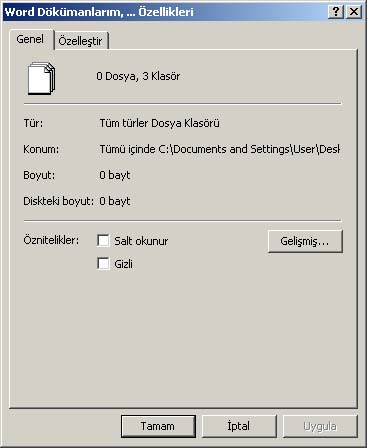 Word Dökümanlarım, ... Özellikleri
Genel Özelleştir
0 Dosya, 3 Klasör
Tür: Tüm türler Dosya Klasörü
Konum: Tümü içinde C:\Documents and Settings\User\Desk
Boyut: 0 bayt
Diskteki boyut: 0 bayt
Öznitelikler: Salt okunur Gelişmiş...
Gizli
Tamam İptal Uygula